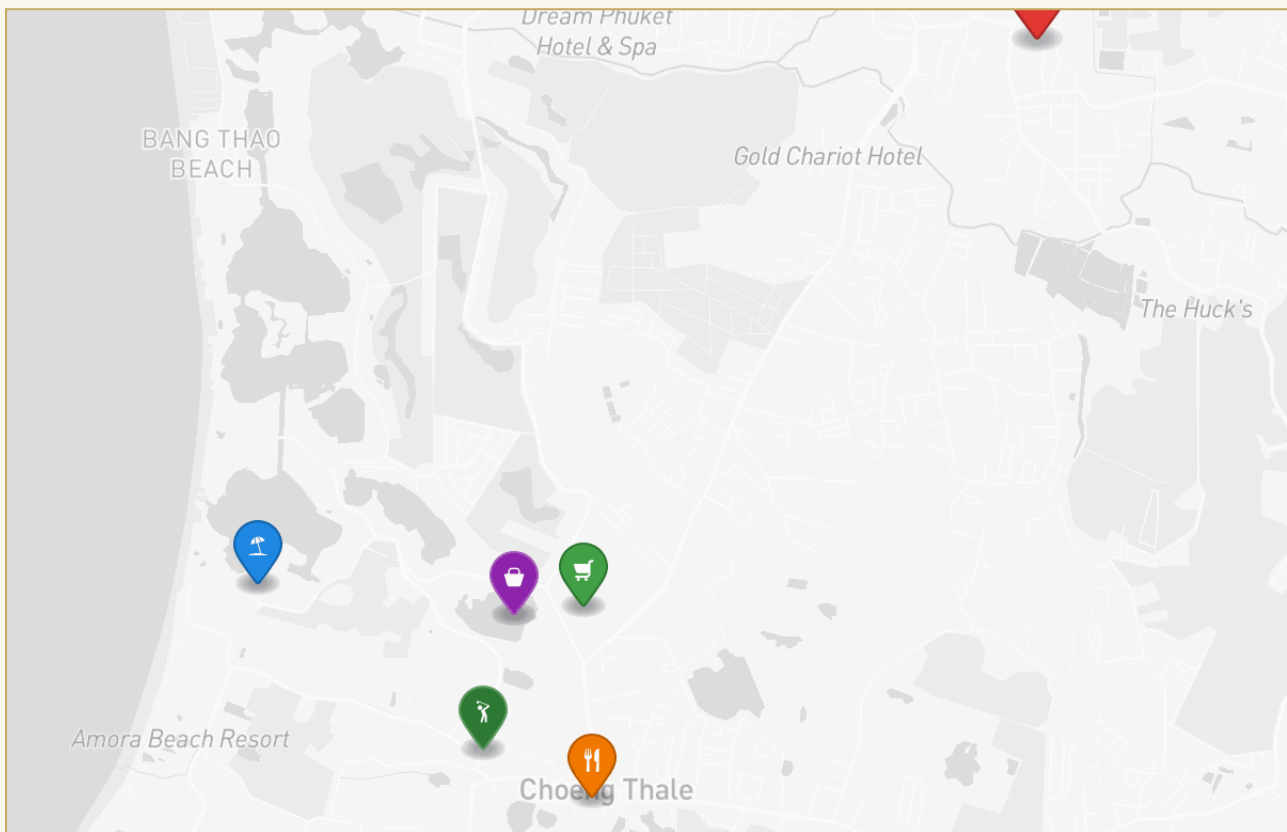 Dream Phuket
Hotel & Spa
BANG THAO
BEACH
Gold Chariot Hotel
The Huck's
Amora Beach Resort
Choeng Thale